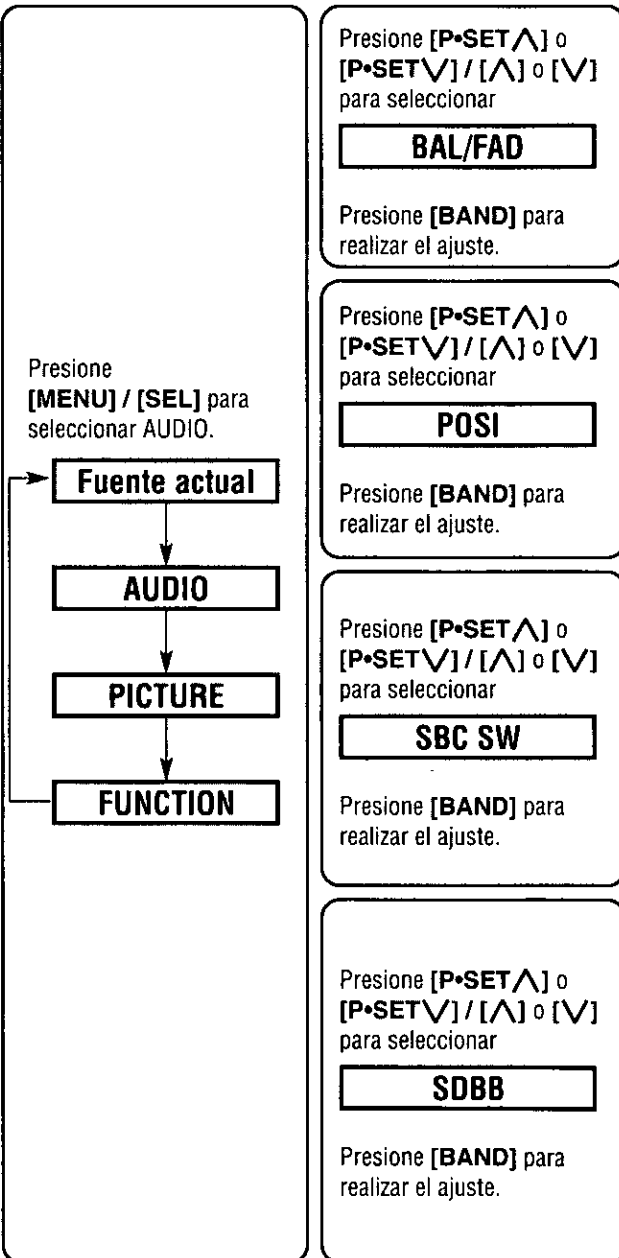 Presione
[MENU] / [SEL] para
seleccionar AUDIO.
Fuente actual
AUDIO
PICTURE
FUNCTION
Presione [P•SET∧] o
[P•SET∨] / [∧] o [∨]
para seleccionar
BAL/FAD
Presione [BAND] para
realizar el ajuste.
Presione [P•SET∧] o
[P•SET∨] / [∧] o [∨]
para seleccionar
POSI
Presione [BAND] para
realizar el ajuste.
Presione [P•SET∧] o
[P•SET∨] / [∧] o [∨]
para seleccionar
SBC SW
Presione [BAND] para
realizar el ajuste.
Presione [P•SET∧] o
[P•SET∨] / [∧] o [∨]
para seleccionar
SDBB
Presione [BAND] para
realizar el ajuste.